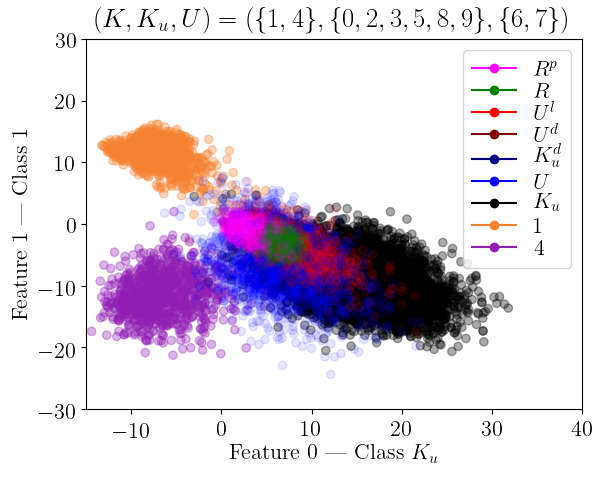 (K, K_u, U) = ({1, 4}, {0, 2, 3, 5, 8, 9}, {6, 7})
30
20
10
0
−10
−20
−30
Feature 1 — Class 1
R^p
R
U^l
U^d
K_u^d
U
K_u
1
4
−10
0
10
20
30
40
Feature 0 — Class K_u